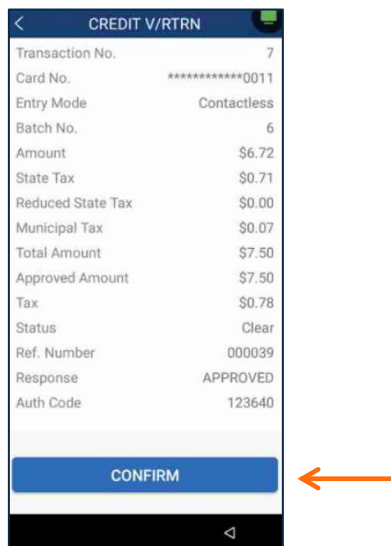 CREDIT V/RTRN
Transaction No. 7
Card No. ************0011
Entry Mode Contactless
Batch No. 6
Amount $6.72
State Tax $0.71
Reduced State Tax $0.00
Municipal Tax $0.07
Total Amount $7.50
Approved Amount $7.50
Tax $0.78
Status Clear
Ref. Number 000039
Response APPROVED
Auth Code 123640
CONFIRM